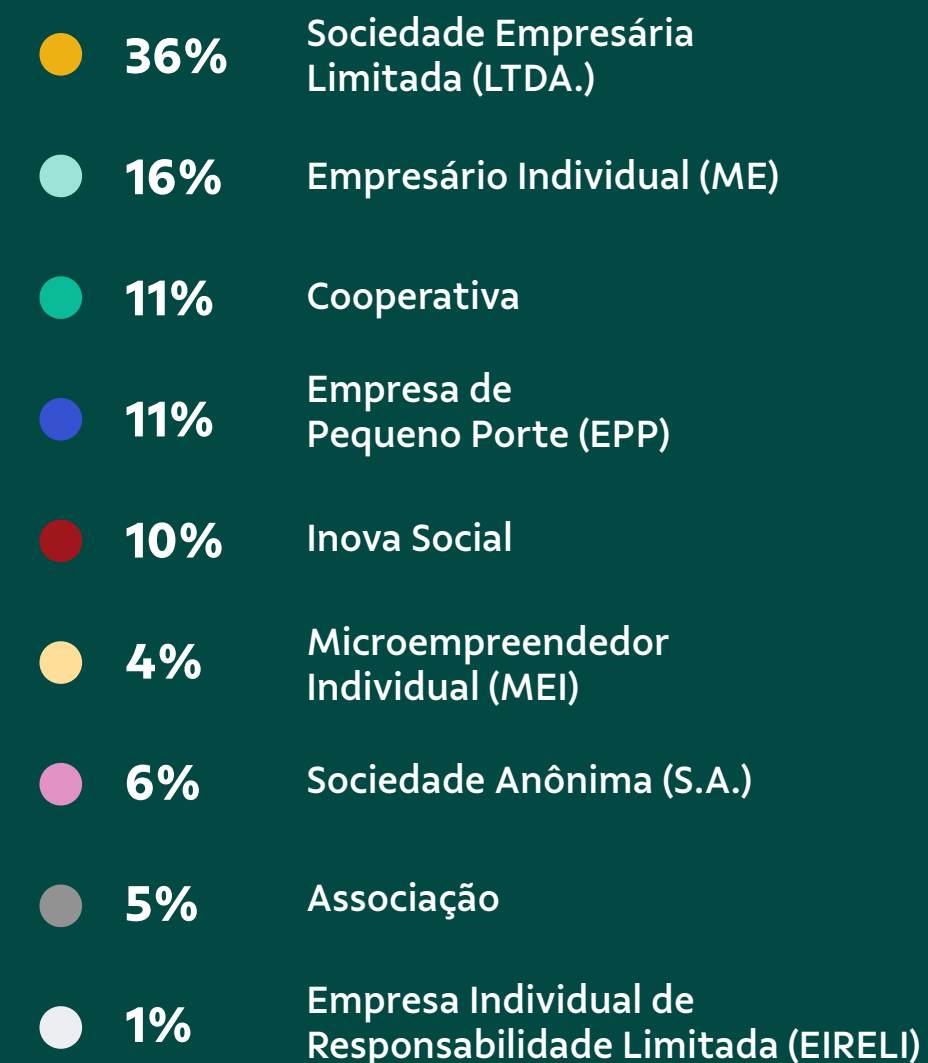 36% Sociedade Empresária
Limitada (LTDA.)
16% Empresário Individual (ME)
11% Cooperativa
11% Empresa de
Pequeno Porte (EPP)
10% Inova Social
4% Microempreendedor
Individual (MEI)
6% Sociedade Anônima (S.A.)
5% Associação
1% Empresa Individual de
Responsabilidade Limitada (EIRELI)